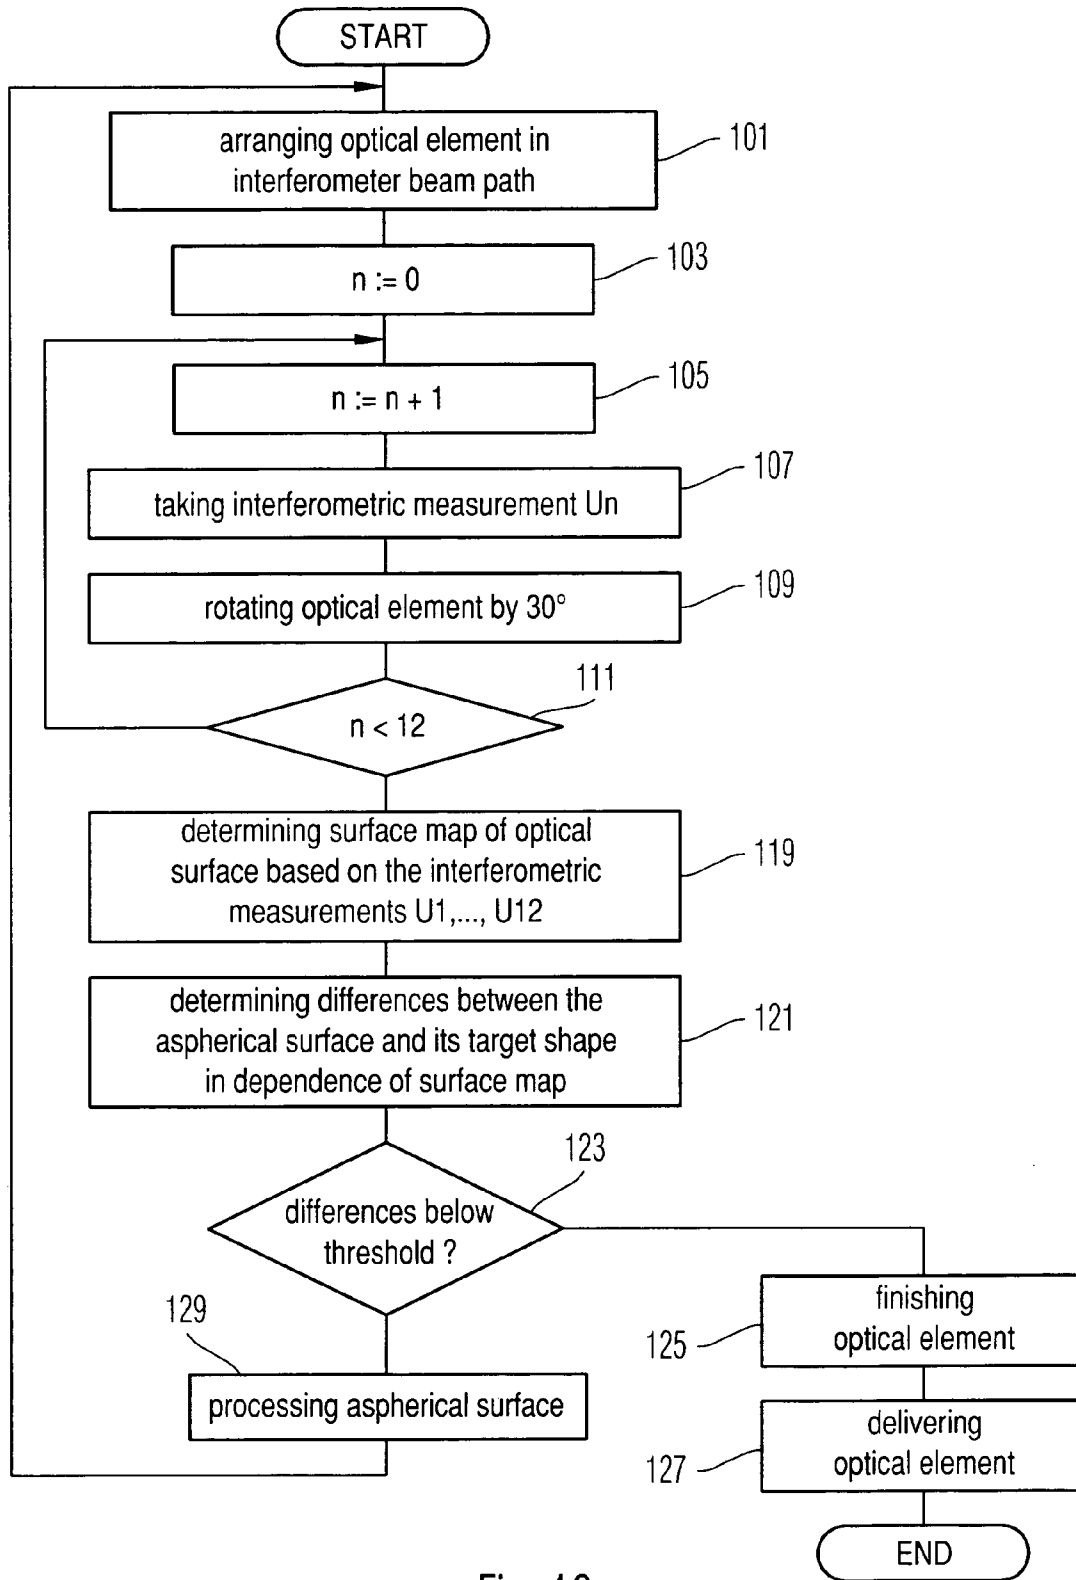 START
arranging optical element in
interferometer beam path
101
n := 0
103
n := n + 1
105
taking interferometric measurement Un
107
rotating optical element by 30°
109
n < 12
111
determining surface map of optical
surface based on the interferometric
measurements U1,..., U12
119
determining differences between the
aspherical surface and its target shape
in dependence of surface map
121
differences below
threshold ?
123
129
processing aspherical surface
finishing
optical element
125
delivering
optical element
127
END